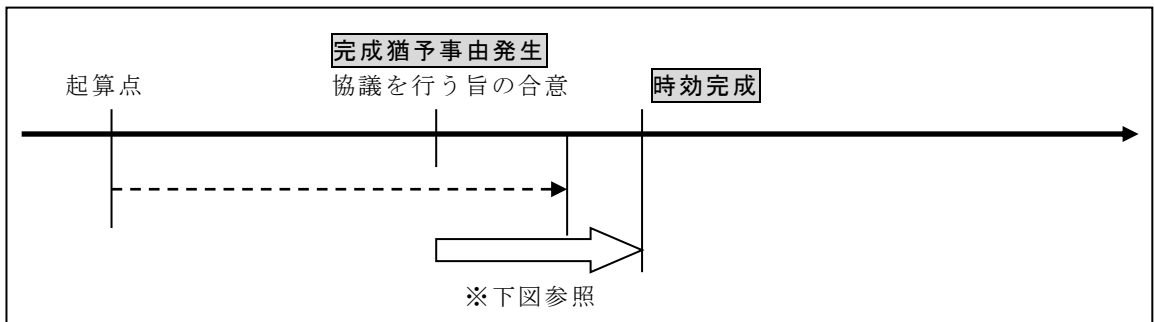 完成猶予事由発生
起算点
協議を行う旨の合意
時効完成
※下図参照